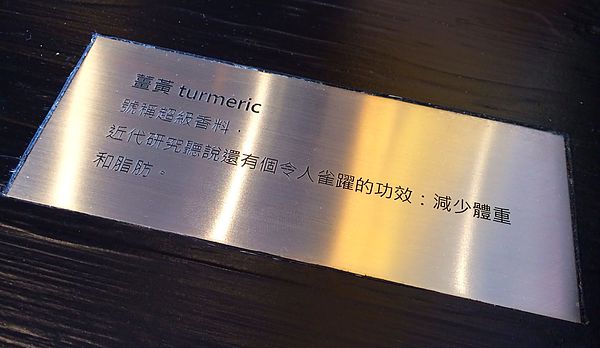 薑黃 turmeric
號稱超級香料，
近代研究聽說還有個令人雀躍的功效：減少體重
和脂肪。